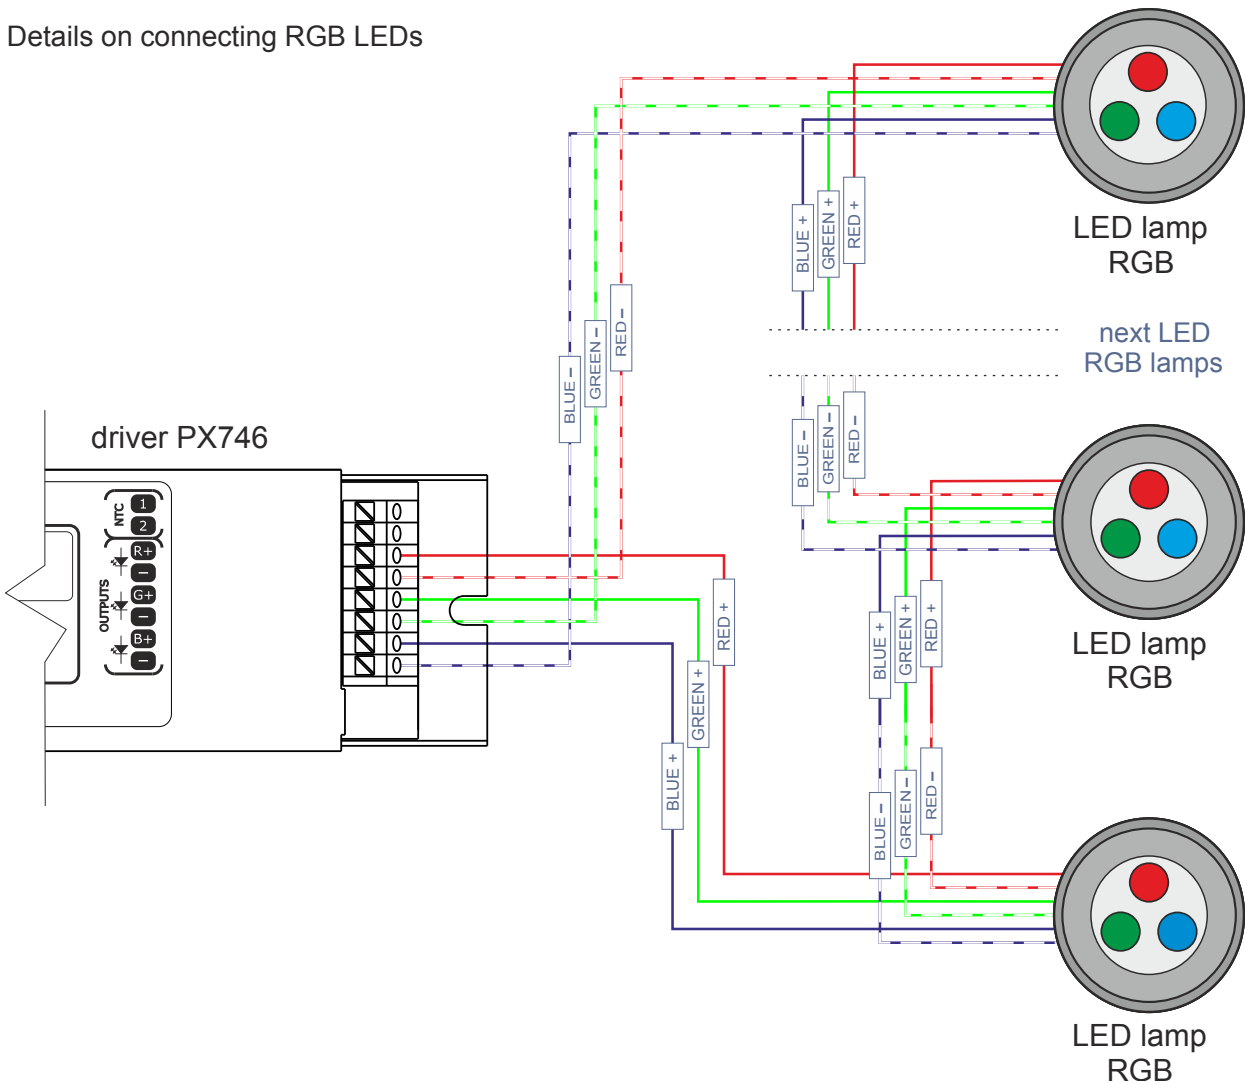 Details on connecting RGB LEDs
LED lamp
RGB
BLUE +
GREEN +
RED +
next LED
RGB lamps
BLUE –
GREEN –
RED –
driver PX746
NTC
1
2
OUTPUTS
R+
–
G+
–
B+
–
BLUE –
GREEN –
RED –
LED lamp
RGB
RED +
GREEN +
BLUE +
BLUE +
GREEN +
RED +
BLUE –
GREEN –
RED –
LED lamp
RGB